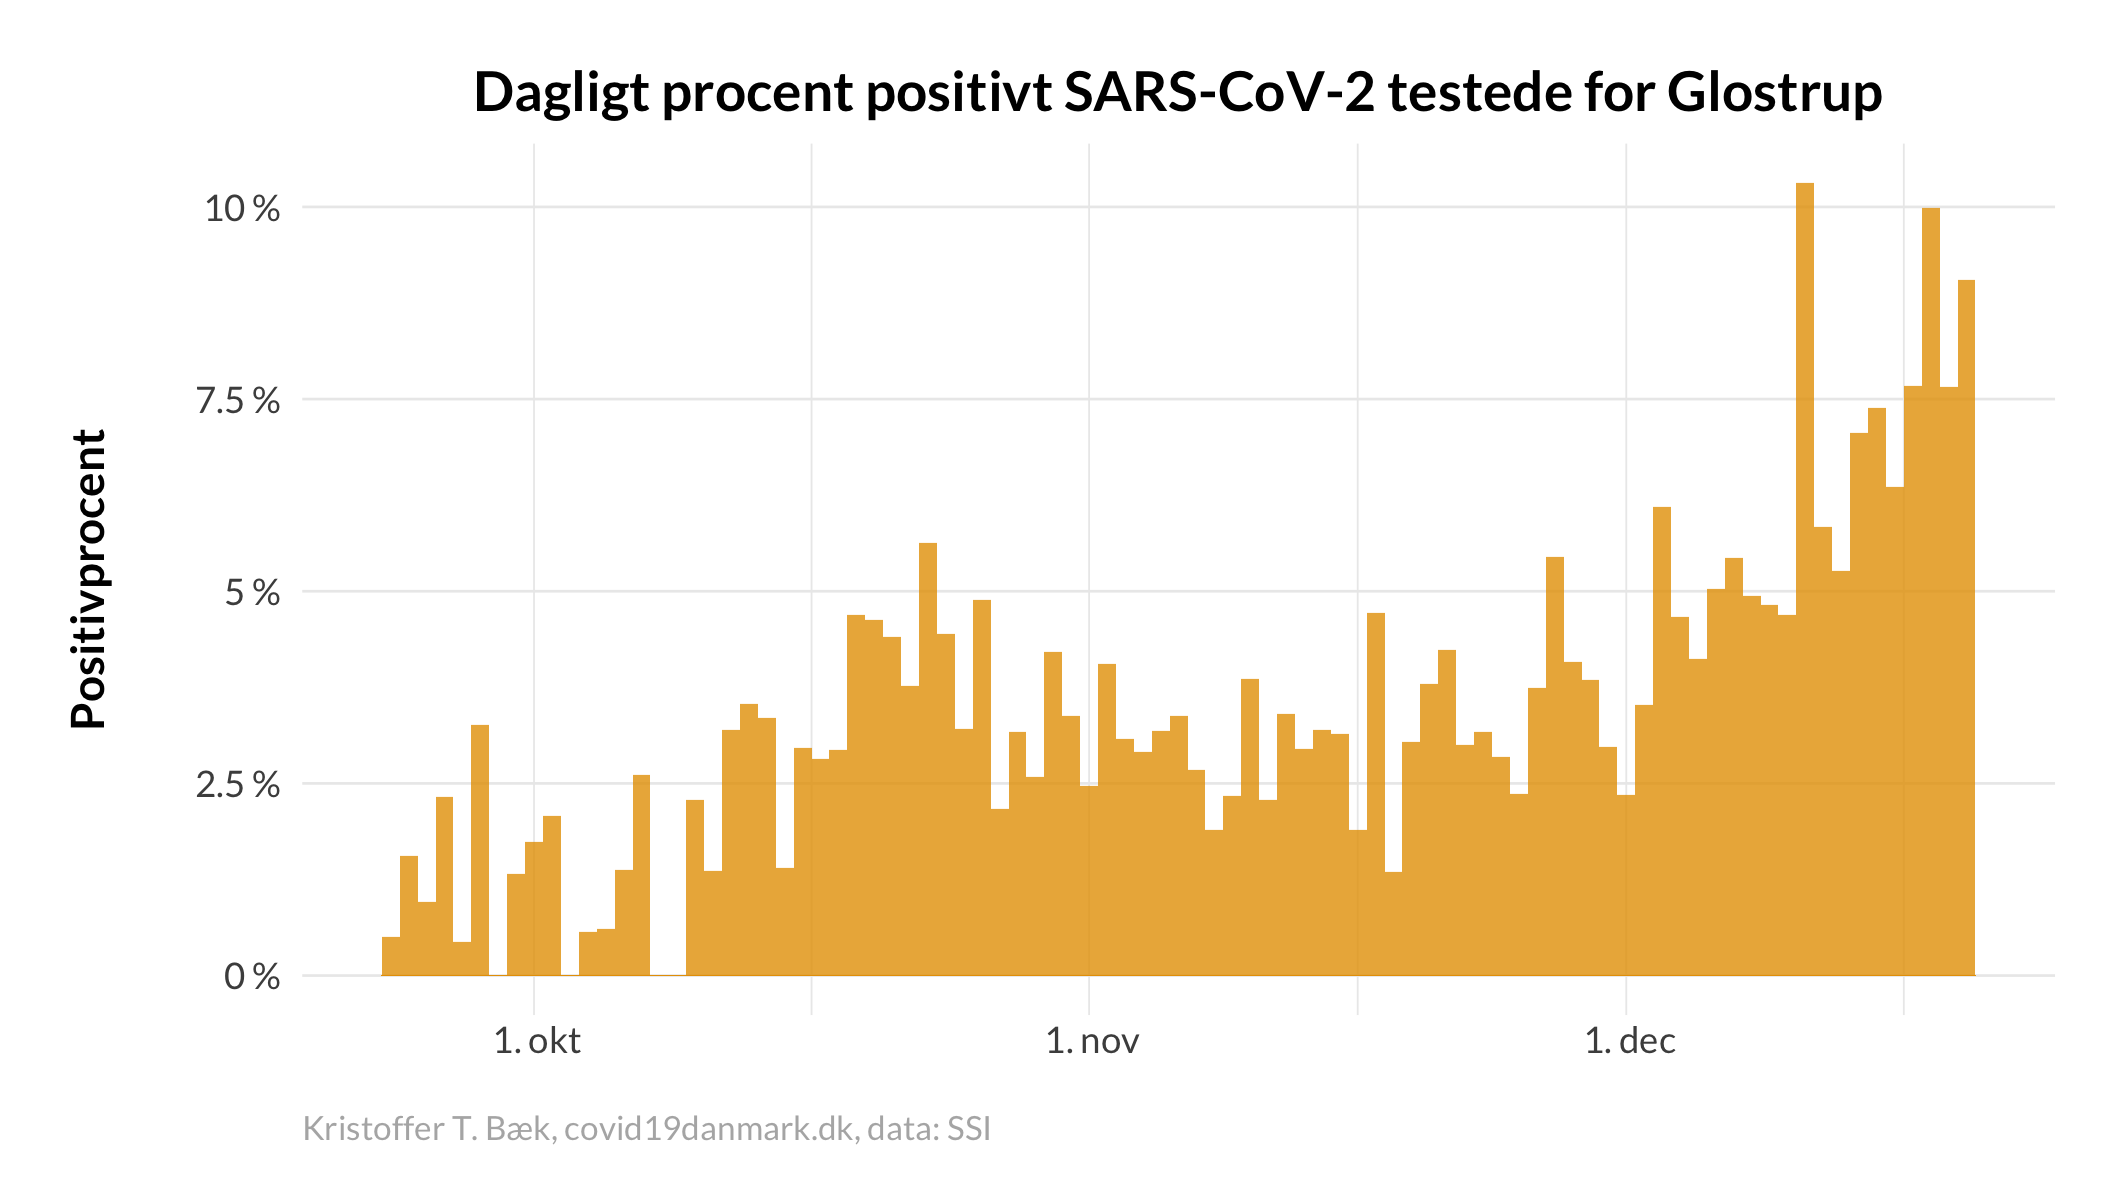 Dagligt procent positivt SARS-CoV-2 testede for Glostrup
Positivprocent
10 %
7.5 %
5 %
2.5 %
0 %
1. okt
1. nov
1. dec
Kristoffer T. Bæk, covid19danmark.dk, data: SSI